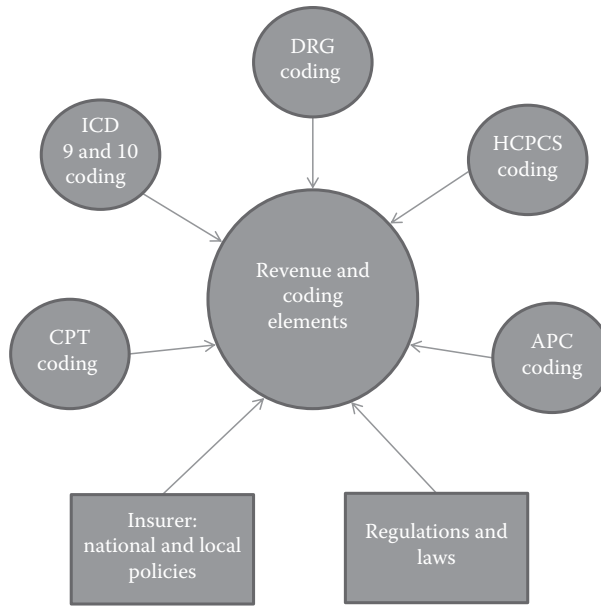 DRG
coding
ICD
9 and 10
coding
HCPCS
coding
Revenue and
coding
elements
CPT
coding
APC
coding
Insurer:
national and local
policies
Regulations and
laws